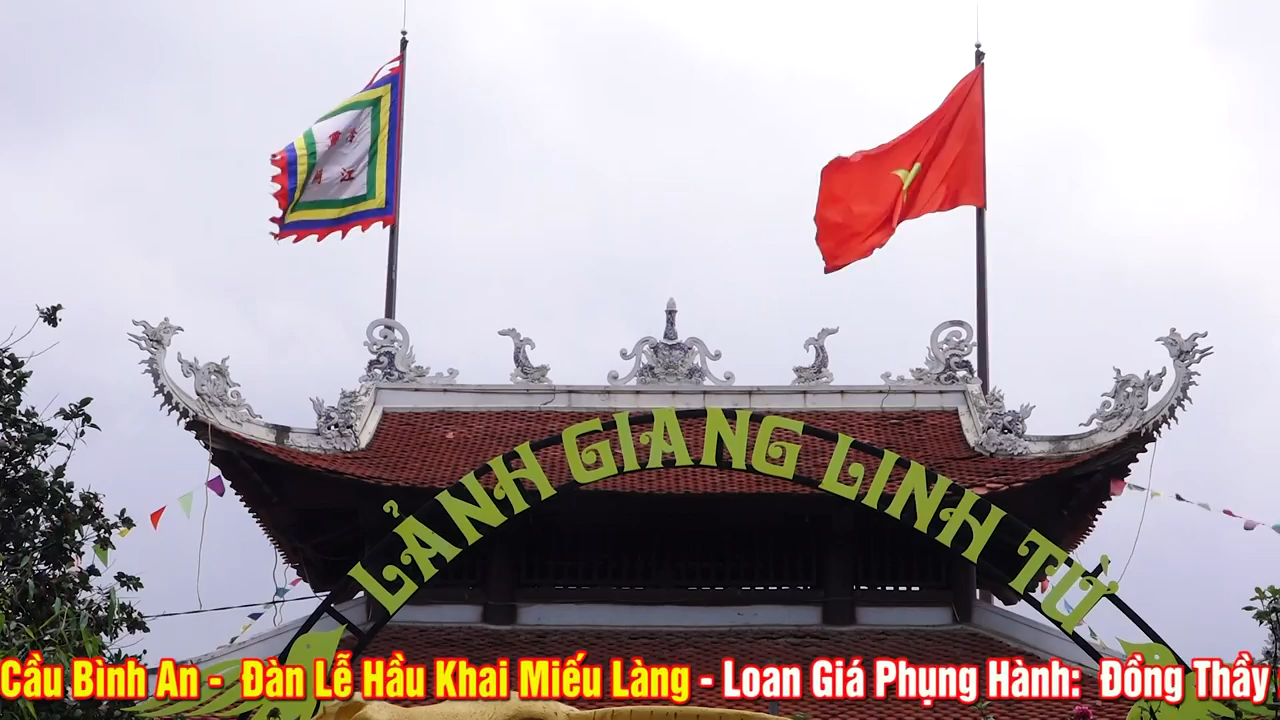 LẢNH GIANG LINH TỪ
Cầu Bình An - Đàn Lễ Hầu Khai Miếu Làng - Loan Giá Phụng Hành: Đồng Thầy